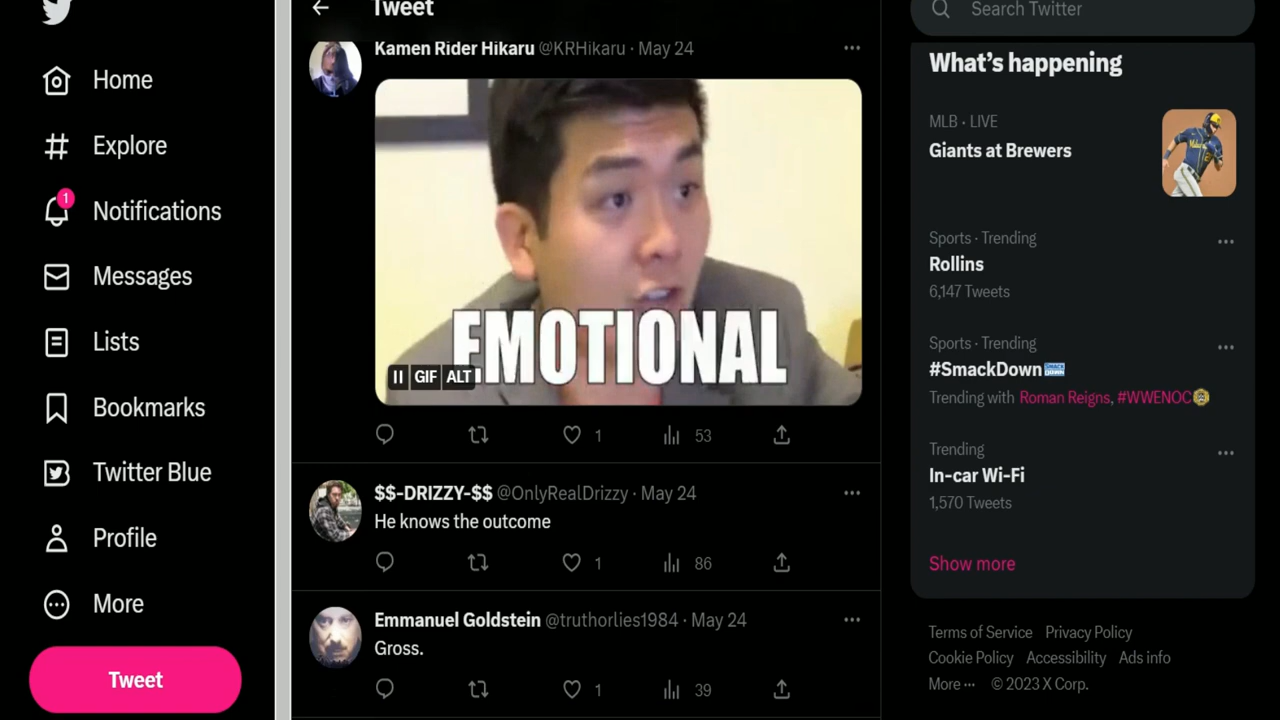 Home
Explore
1
Notifications
Messages
Lists
Bookmarks
Twitter Blue
Profile
More
Tweet
Tweet
Kamen Rider Hikaru @KRHikaru · May 24
EMOTIONAL
GIF ALT
1 53
$$-DRIZZY-$$ @OnlyRealDrizzy · May 24
He knows the outcome
1 86
Emmanuel Goldstein @truthorlies1984 · May 24
Gross.
1 39
Search Twitter
What's happening
MLB · LIVE
Giants at Brewers
Sports · Trending
Rollins
6,147 Tweets
Sports · Trending
#SmackDown
Trending with Roman Reigns, #WWENOC
Trending
In-car Wi-Fi
1,570 Tweets
Show more
Terms of Service Privacy Policy
Cookie Policy Accessibility Ads info
More ··· © 2023 X Corp.